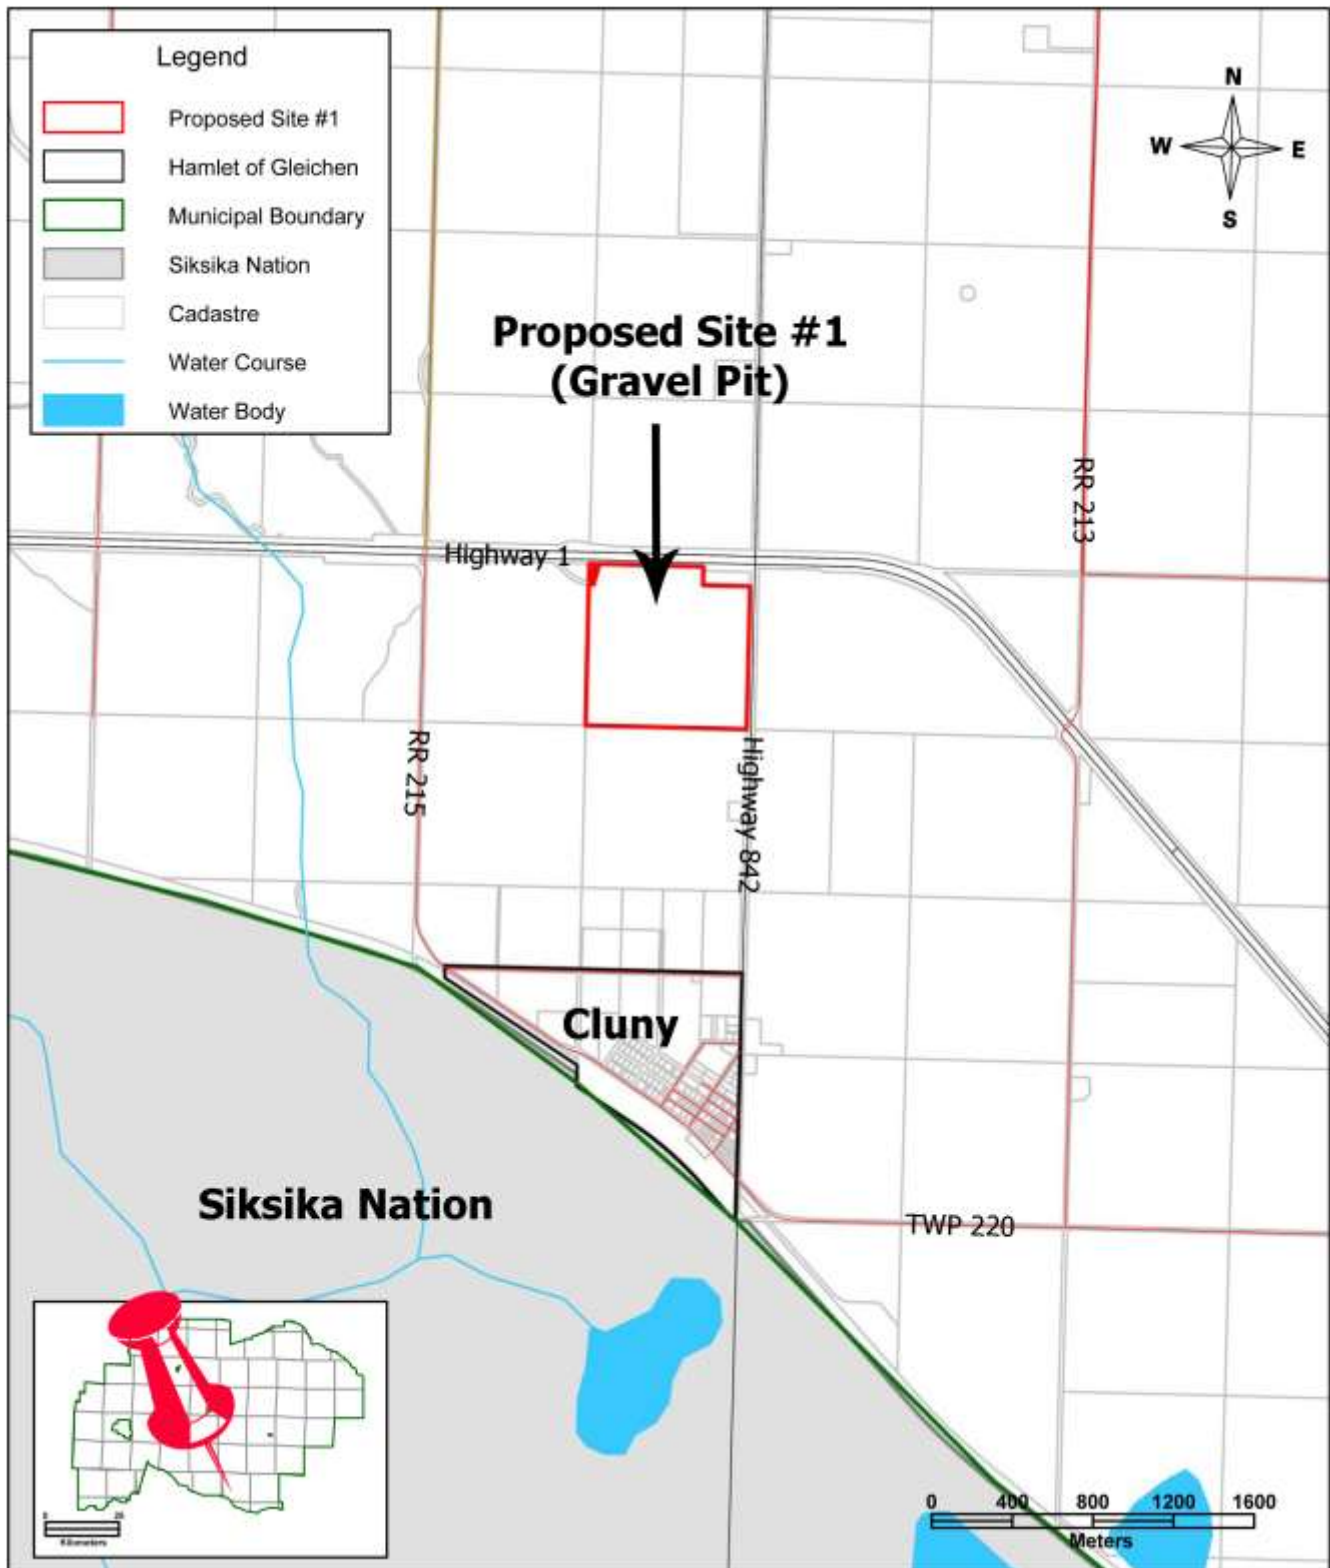 Legend
Proposed Site #1
Hamlet of Gleichen
Municipal Boundary
Siksika Nation
Cadastre
Water Course
Water Body
N
W E
S
Proposed Site #1
(Gravel Pit)
RR 213
Highway 1
RR 215
Highway 842
Cluny
Siksika Nation
TWP 220
0 400 800 1200 1600
Meters
0
Kilometers